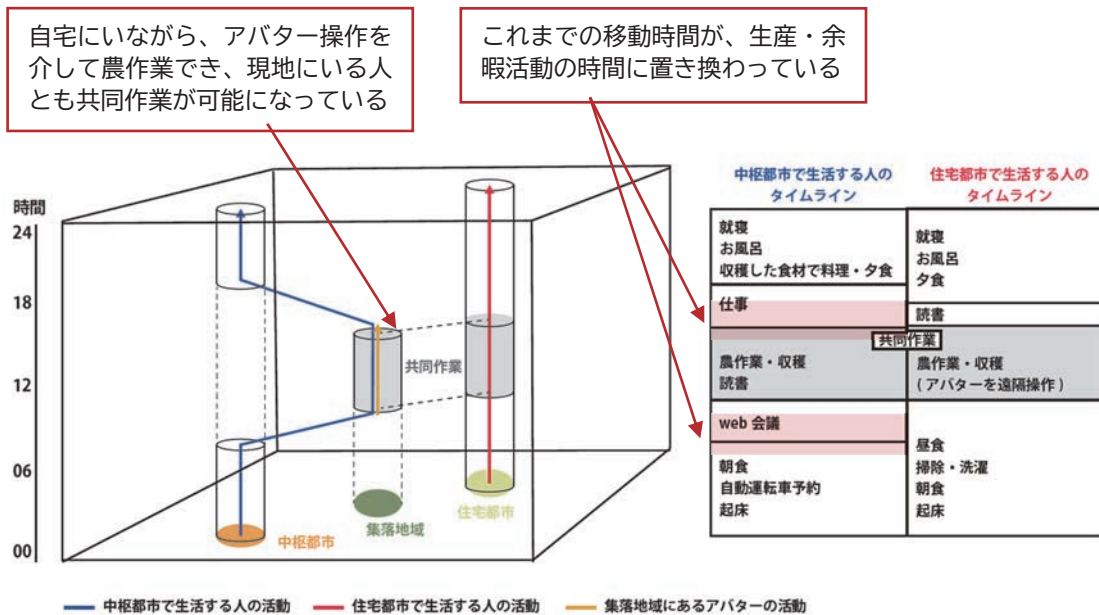 自宅にいながら、アバター操作を
介して農作業でき、現地にいる人
とも共同作業が可能になっている
これまでの移動時間が、生産・余
暇活動の時間に置き換わっている
時間
24
18
12
06
00
共同作業
中枢都市
集落地域
住宅都市
中枢都市で生活する人の
タイムライン
住宅都市で生活する人の
タイムライン
就寝
お風呂
収穫した食材で料理・夕食
仕事
農作業・収穫
読書
web 会議
朝食
自動運転車予約
起床
共同作業
就寝
お風呂
夕食
読書
農作業・収穫
( アバターを遠隔操作 )
昼食
掃除・洗濯
朝食
起床
中枢都市で生活する人の活動
住宅都市で生活する人の活動
集落地域にあるアバターの活動